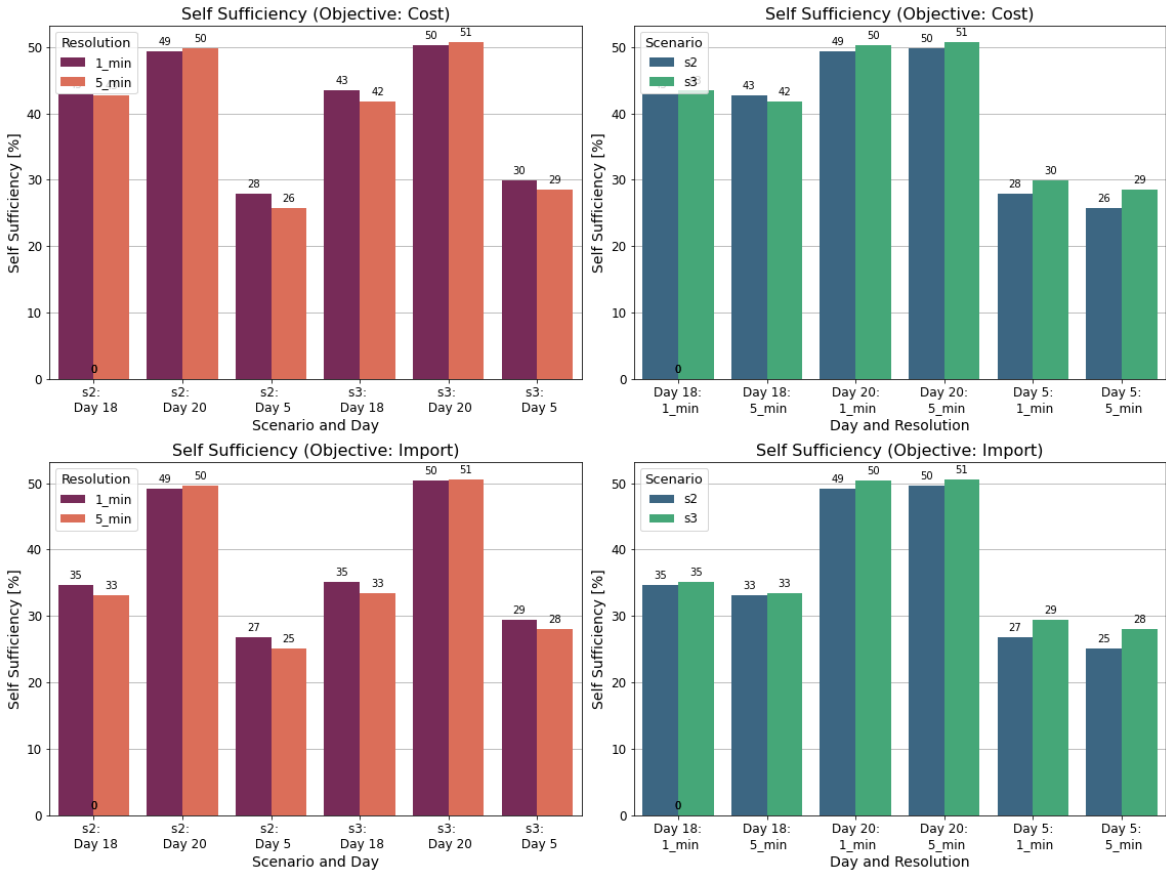 Self Sufficiency (Objective: Cost)
Self Sufficiency [%]
50
40
30
20
10
0
Resolution
1_min
5_min
49
50
28
26
43
42
50
51
30
29
0
s2:
Day 18
s2:
Day 20
s2:
Day 5
s3:
Day 18
s3:
Day 20
s3:
Day 5
Scenario and Day
Self Sufficiency (Objective: Cost)
Self Sufficiency [%]
50
40
30
20
10
0
Scenario
s2
s3
43
42
49
50
50
51
28
30
26
29
0
Day 18:
1_min
Day 18:
5_min
Day 20:
1_min
Day 20:
5_min
Day 5:
1_min
Day 5:
5_min
Day and Resolution
Self Sufficiency (Objective: Import)
Self Sufficiency [%]
50
40
30
20
10
0
Resolution
1_min
5_min
35
33
49
50
27
25
35
33
50
51
29
28
0
s2:
Day 18
s2:
Day 20
s2:
Day 5
s3:
Day 18
s3:
Day 20
s3:
Day 5
Scenario and Day
Self Sufficiency (Objective: Import)
Self Sufficiency [%]
50
40
30
20
10
0
Scenario
s2
s3
35
35
33
33
49
50
50
51
27
29
25
28
0
Day 18:
1_min
Day 18:
5_min
Day 20:
1_min
Day 20:
5_min
Day 5:
1_min
Day 5:
5_min
Day and Resolution